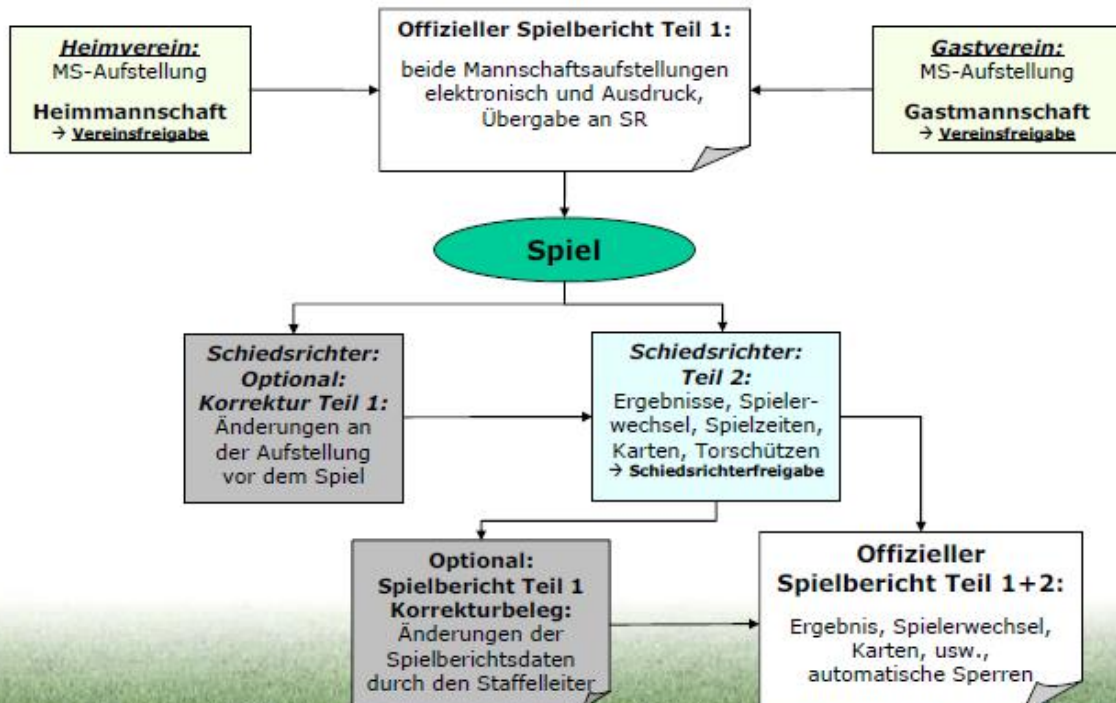 Heimverein:
MS-Aufstellung
Heimmannschaft
→ Vereinsfreigabe
Offizieller Spielbericht Teil 1:
beide Mannschaftsaufstellungen
elektronisch und Ausdruck,
Übergabe an SR
Gastverein:
MS-Aufstellung
Gastmannschaft
→ Vereinsfreigabe
Spiel
Schiedsrichter:
Optional:
Korrektur Teil 1:
Änderungen an
der Aufstellung
vor dem Spiel
Schiedsrichter:
Teil 2:
Ergebnisse, Spieler-
wechsel, Spielzeiten,
Karten, Torschützen
→ Schiedsrichterfreigabe
Optional:
Spielbericht Teil 1
Korrekturbeleg:
Änderungen der
Spielberichtsdaten
durch den Staffelleiter
Offizieller
Spielbericht Teil 1+2:
Ergebnis, Spielerwechsel,
Karten, usw.,
automatische Sperren